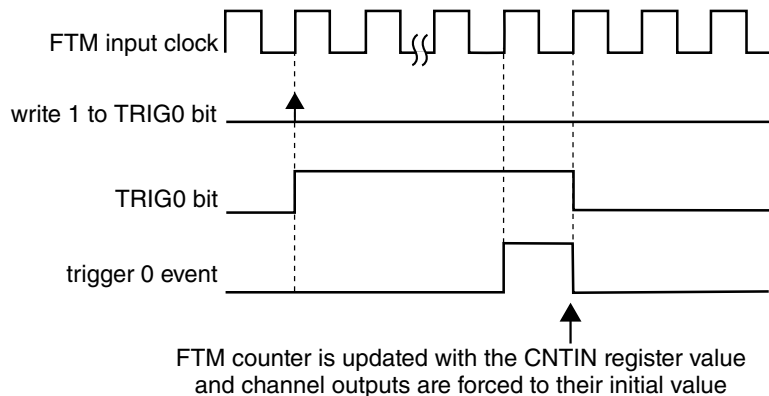 FTM input clock
write 1 to TRIG0 bit
TRIG0 bit
trigger 0 event
FTM counter is updated with the CNTIN register value
and channel outputs are forced to their initial value